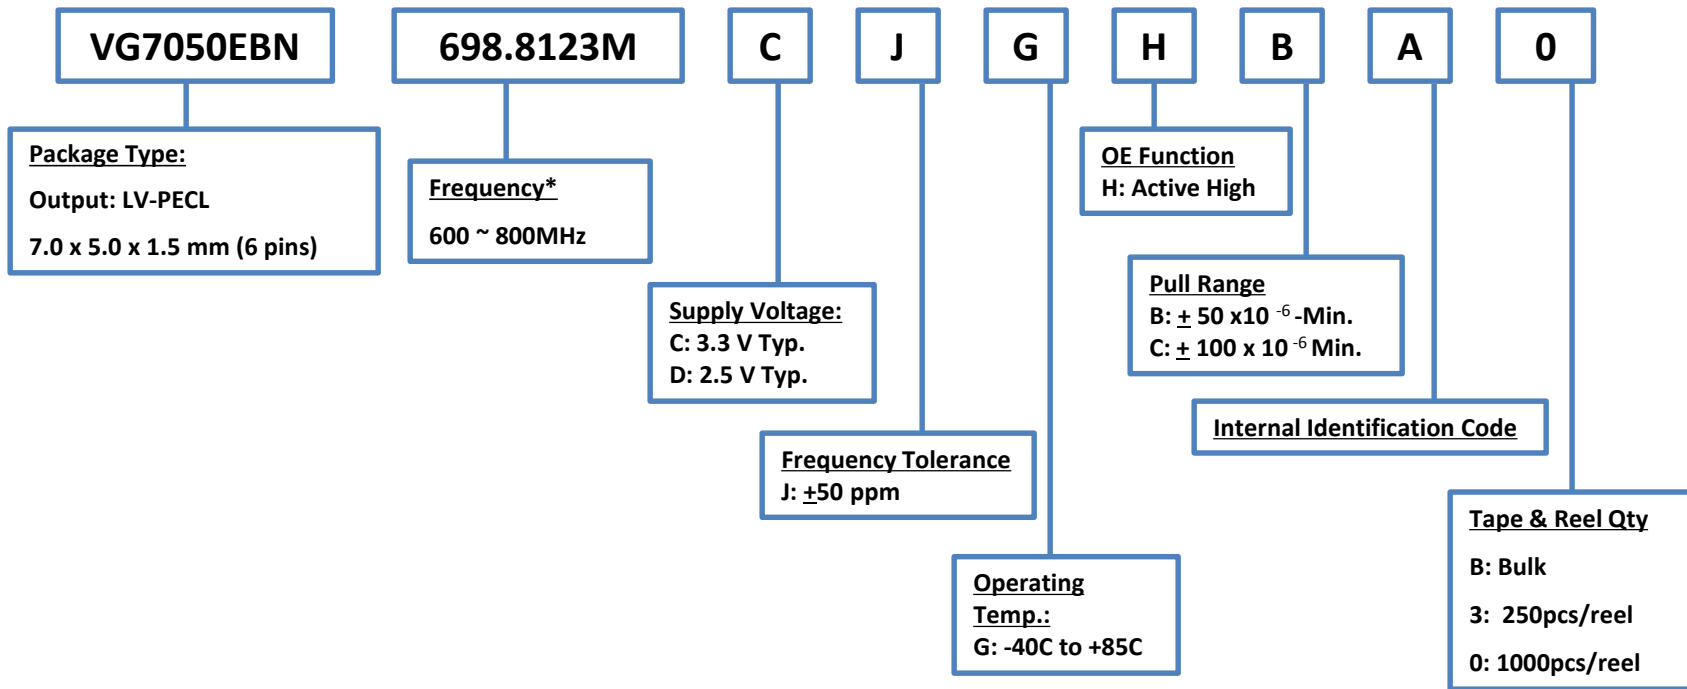 VG7050EBN 698.8123M C J G H B A 0
Package Type:
Output: LV-PECL
7.0 x 5.0 x 1.5 mm (6 pins)
Frequency*
600 ~ 800MHz
Supply Voltage:
C: 3.3 V Typ.
D: 2.5 V Typ.
Frequency Tolerance
J: ±50 ppm
Operating
Temp.:
G: -40C to +85C
OE Function
H: Active High
Pull Range
B: ± 50 x10 ⁻⁶ -Min.
C: ± 100 x 10 ⁻⁶ Min.
Internal Identification Code
Tape & Reel Qty
B: Bulk
3: 250pcs/reel
0: 1000pcs/reel